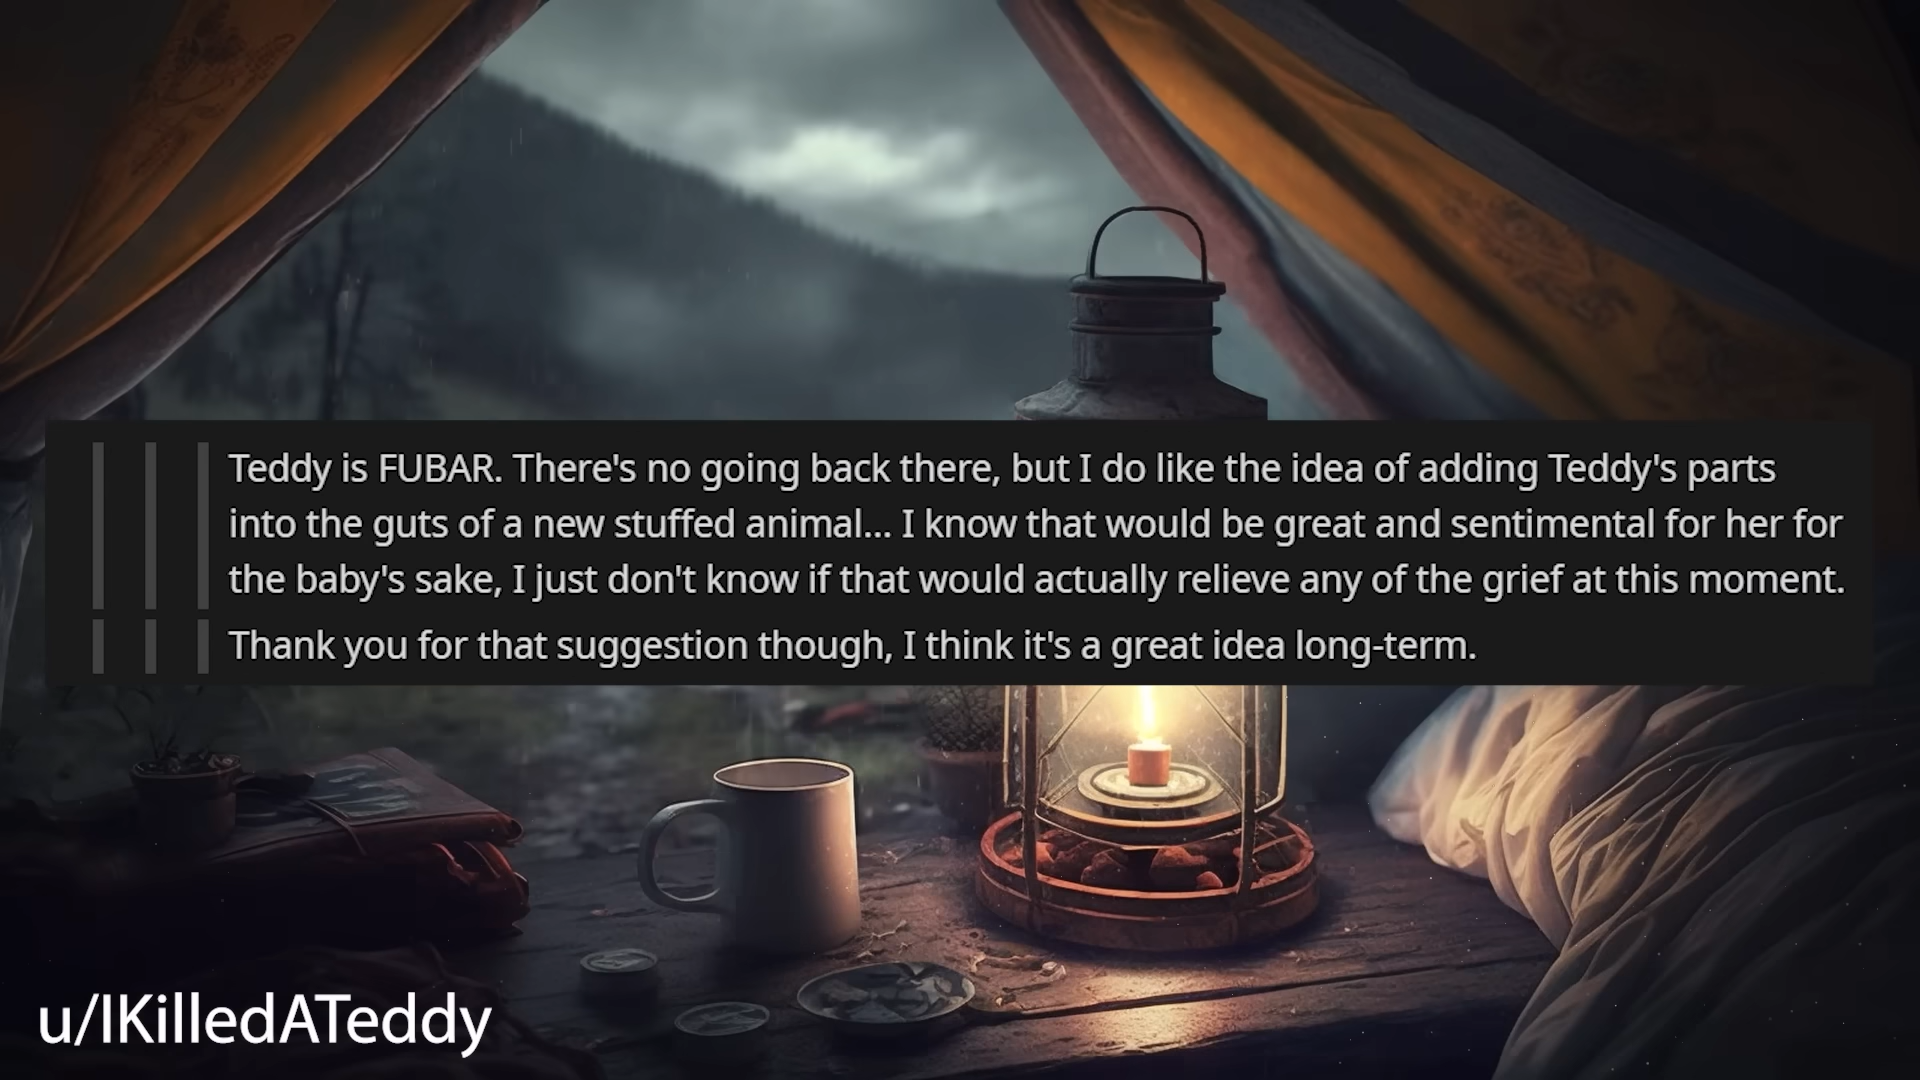 Teddy is FUBAR. There's no going back there, but I do like the idea of adding Teddy's parts
into the guts of a new stuffed animal... I know that would be great and sentimental for her for
the baby's sake, I just don't know if that would actually relieve any of the grief at this moment.
Thank you for that suggestion though, I think it's a great idea long-term.
u/IKilledATeddy